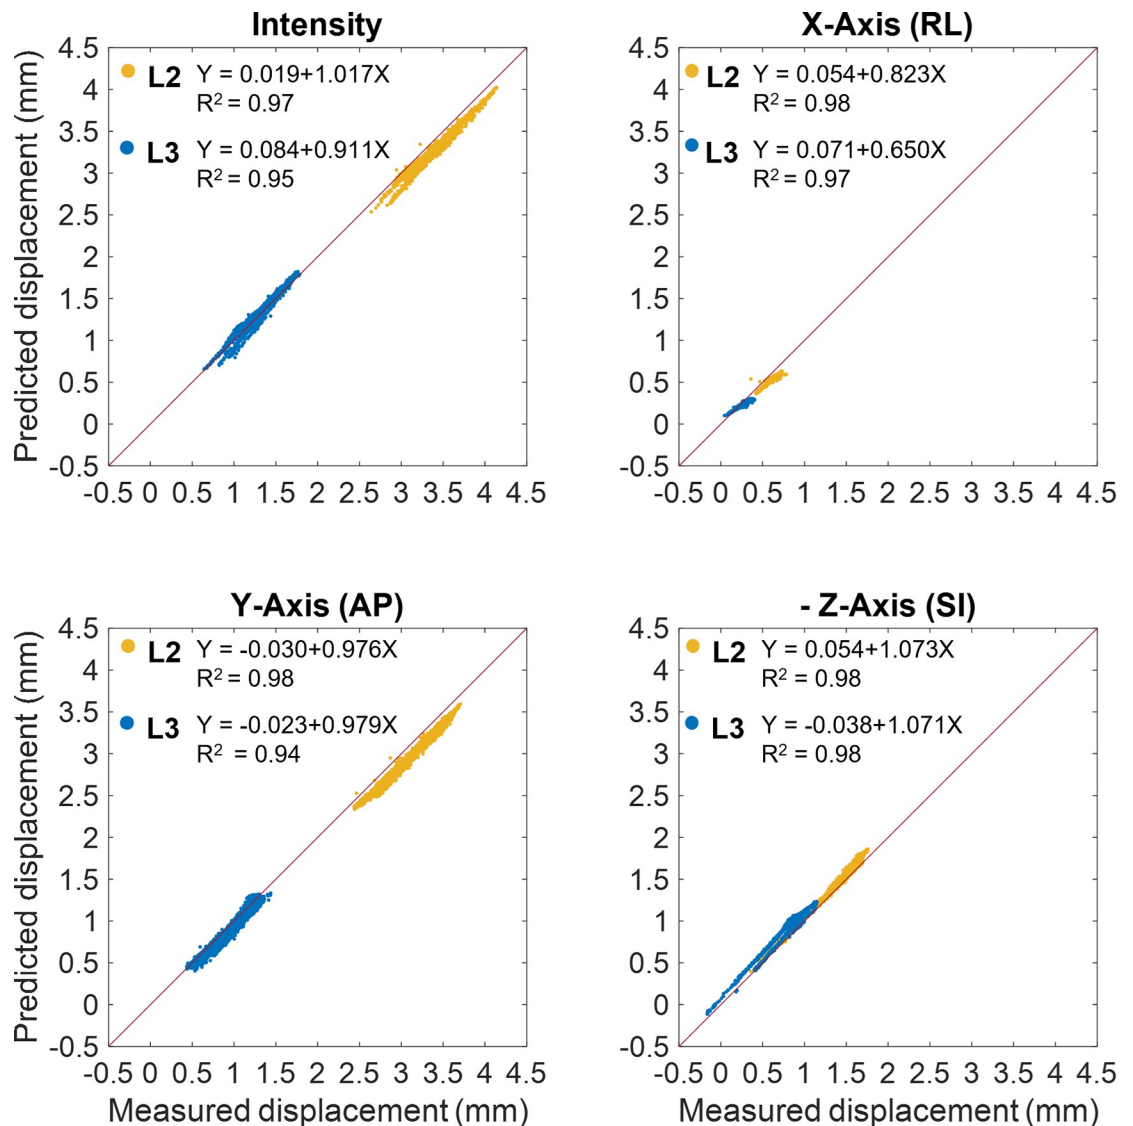 Intensity
Predicted displacement (mm)
4.5
4
3.5
3
2.5
2
1.5
1
0.5
0
-0.5
L2 Y = 0.019+1.017X
R² = 0.97
L3 Y = 0.084+0.911X
R² = 0.95
-0.5 0 0.5 1 1.5 2 2.5 3 3.5 4 4.5
X-Axis (RL)
4.5
4
3.5
3
2.5
2
1.5
1
0.5
0
-0.5
L2 Y = 0.054+0.823X
R² = 0.98
L3 Y = 0.071+0.650X
R² = 0.97
-0.5 0 0.5 1 1.5 2 2.5 3 3.5 4 4.5
Y-Axis (AP)
Predicted displacement (mm)
4.5
4
3.5
3
2.5
2
1.5
1
0.5
0
-0.5
L2 Y = -0.030+0.976X
R² = 0.98
L3 Y = -0.023+0.979X
R² = 0.94
-0.5 0 0.5 1 1.5 2 2.5 3 3.5 4 4.5
Measured displacement (mm)
- Z-Axis (SI)
4.5
4
3.5
3
2.5
2
1.5
1
0.5
0
-0.5
L2 Y = 0.054+1.073X
R² = 0.98
L3 Y = -0.038+1.071X
R² = 0.98
-0.5 0 0.5 1 1.5 2 2.5 3 3.5 4 4.5
Measured displacement (mm)